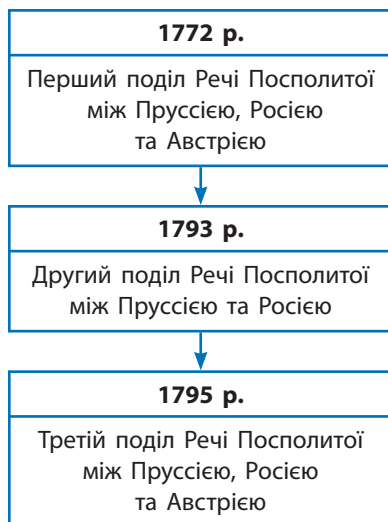 1772 р.
Перший поділ Речі Посполитої
між Пруссією, Росією
та Австрією
1793 р.
Другий поділ Речі Посполитої
між Пруссією та Росією
1795 р.
Третій поділ Речі Посполитої
між Пруссією, Росією
та Австрією